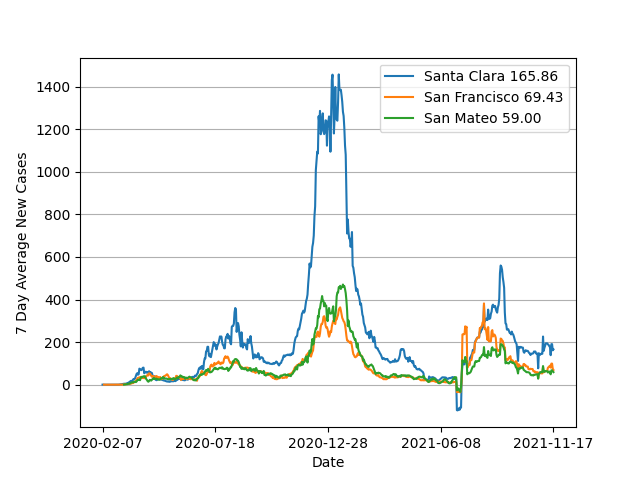 1400
1200
1000
800
600
400
200
0
7 Day Average New Cases
Santa Clara 165.86
San Francisco 69.43
San Mateo 59.00
2020-02-07 2020-07-18 2020-12-28 2021-06-08 2021-11-17
Date